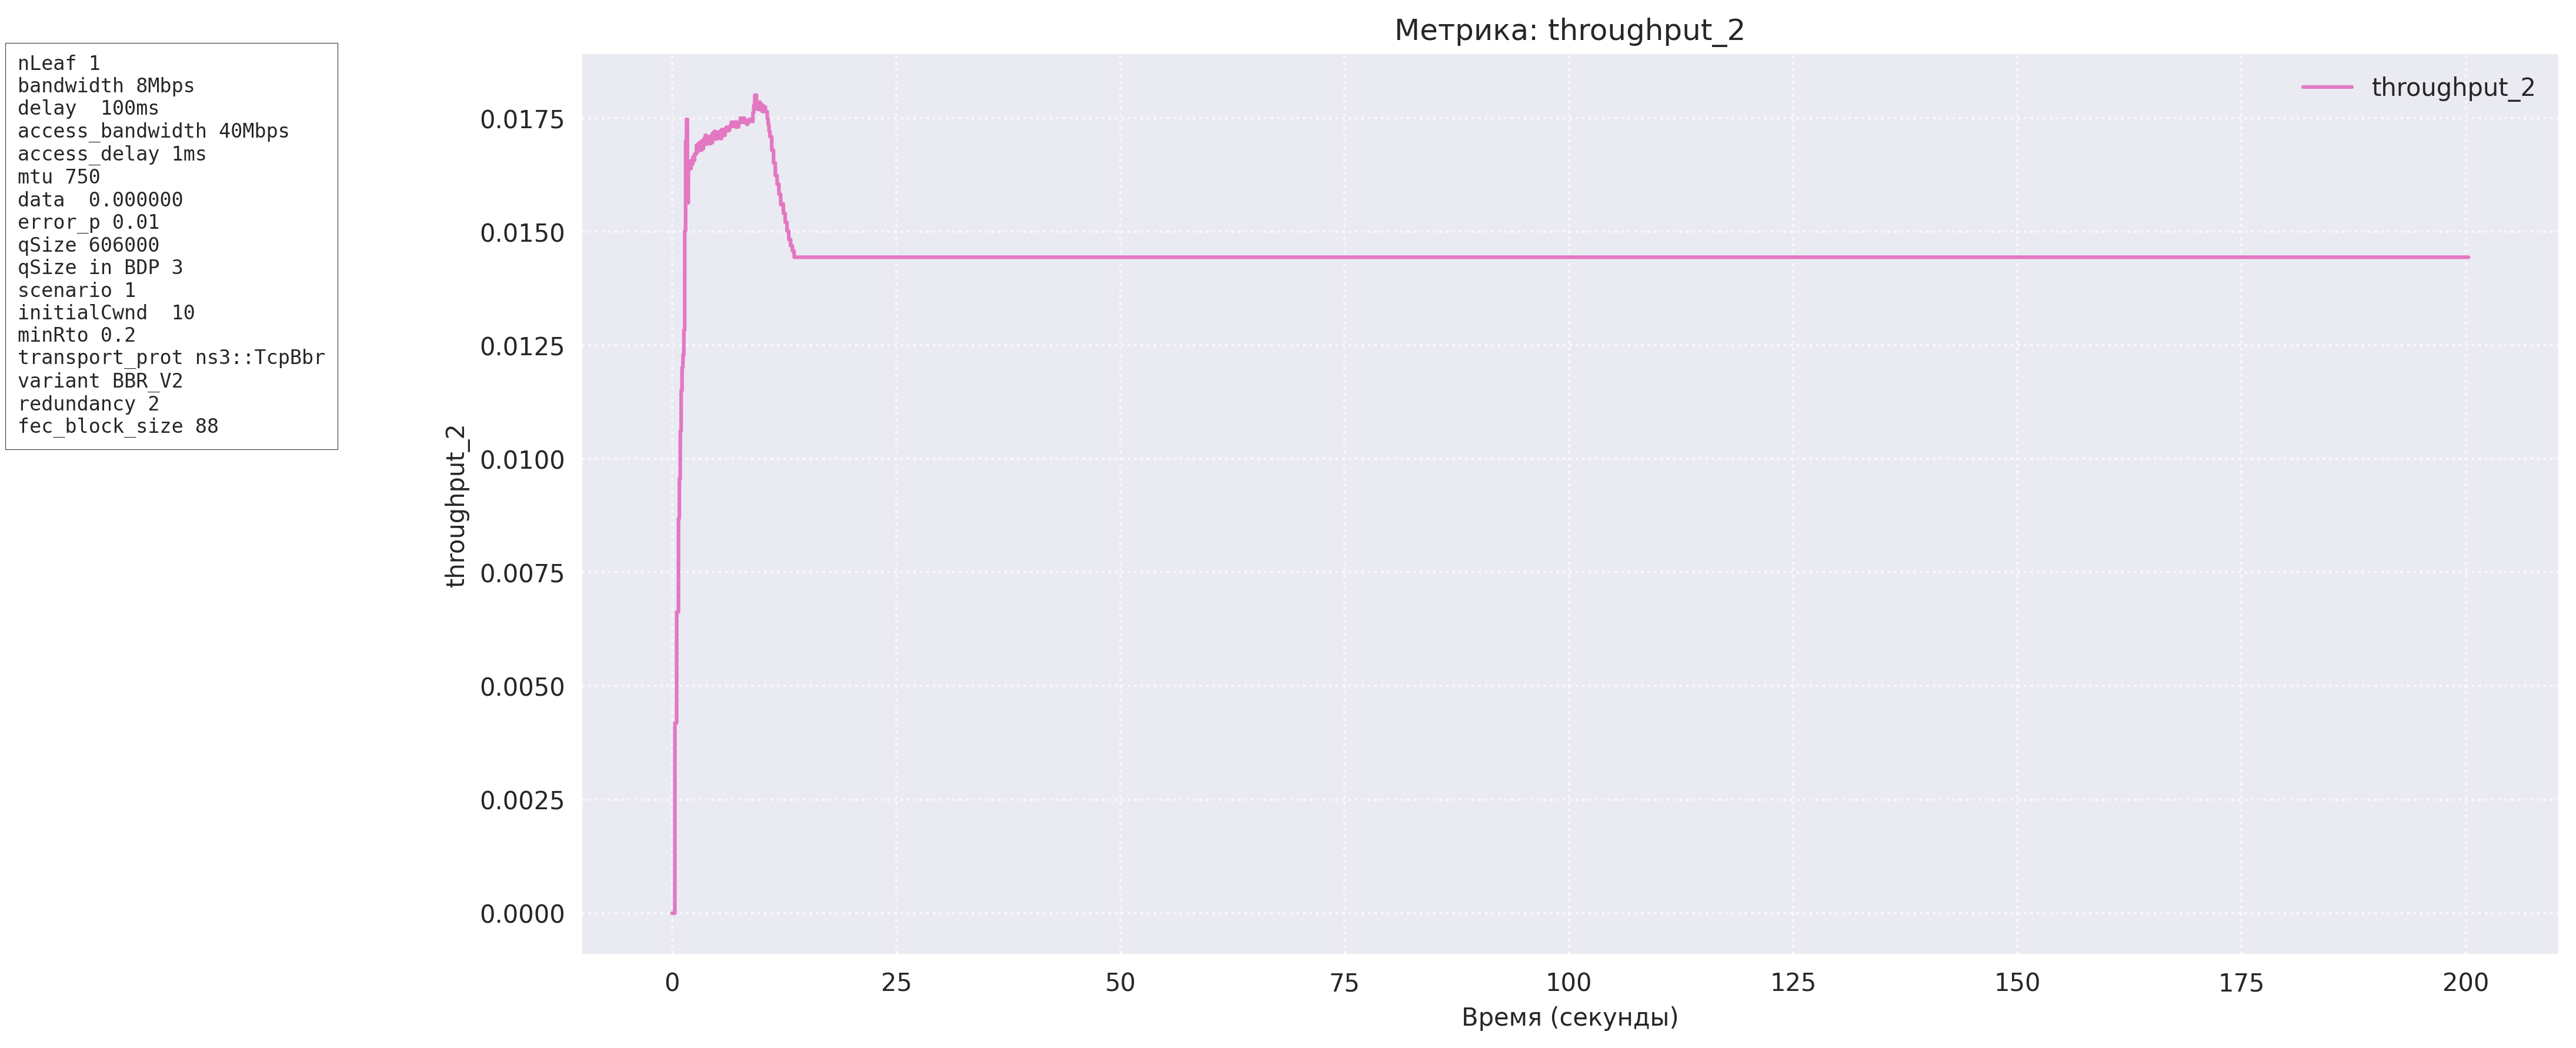 Метрика: throughput_2
nLeaf 1
bandwidth 8Mbps
delay  100ms
access_bandwidth 40Mbps
access_delay 1ms
mtu 750
data  0.000000
error_p 0.01
qSize 606000
qSize in BDP 3
scenario 1
initialCwnd  10
minRto 0.2
transport_prot ns3::TcpBbr
variant BBR_V2
redundancy 2
fec_block_size 88
throughput_2
throughput_2
0.0175
0.0150
0.0125
0.0100
0.0075
0.0050
0.0025
0.0000
0 25 50 75 100 125 150 175 200
Время (секунды)